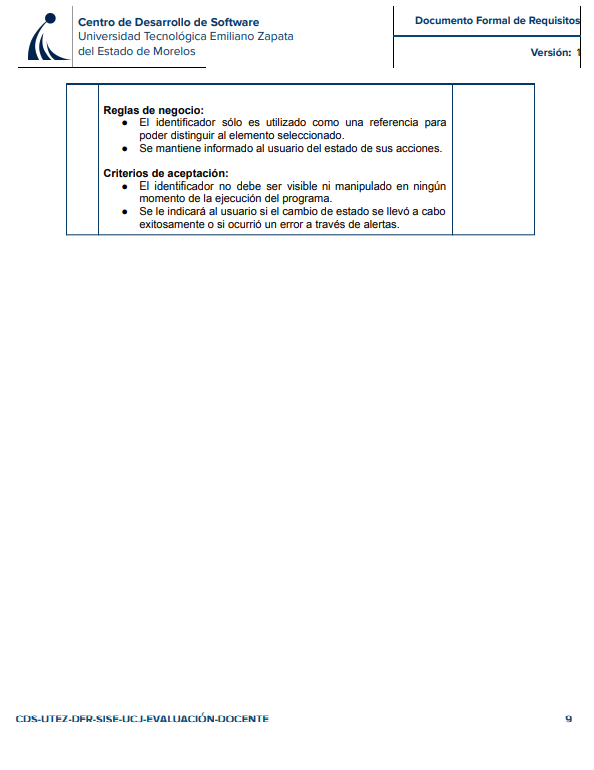 Centro de Desarrollo de Software
Universidad Tecnológica Emiliano Zapata
del Estado de Morelos
Documento Formal de Requisitos
Versión: 1
Reglas de negocio:
● El identificador sólo es utilizado como una referencia para
poder distinguir al elemento seleccionado.
● Se mantiene informado al usuario del estado de sus acciones.
Criterios de aceptación:
● El identificador no debe ser visible ni manipulado en ningún
momento de la ejecución del programa.
● Se le indicará al usuario si el cambio de estado se llevó a cabo
exitosamente o si ocurrió un error a través de alertas.
CDS-UTEZ-DFR-SISE-UCJ-EVALUACIÓN-DOCENTE
9